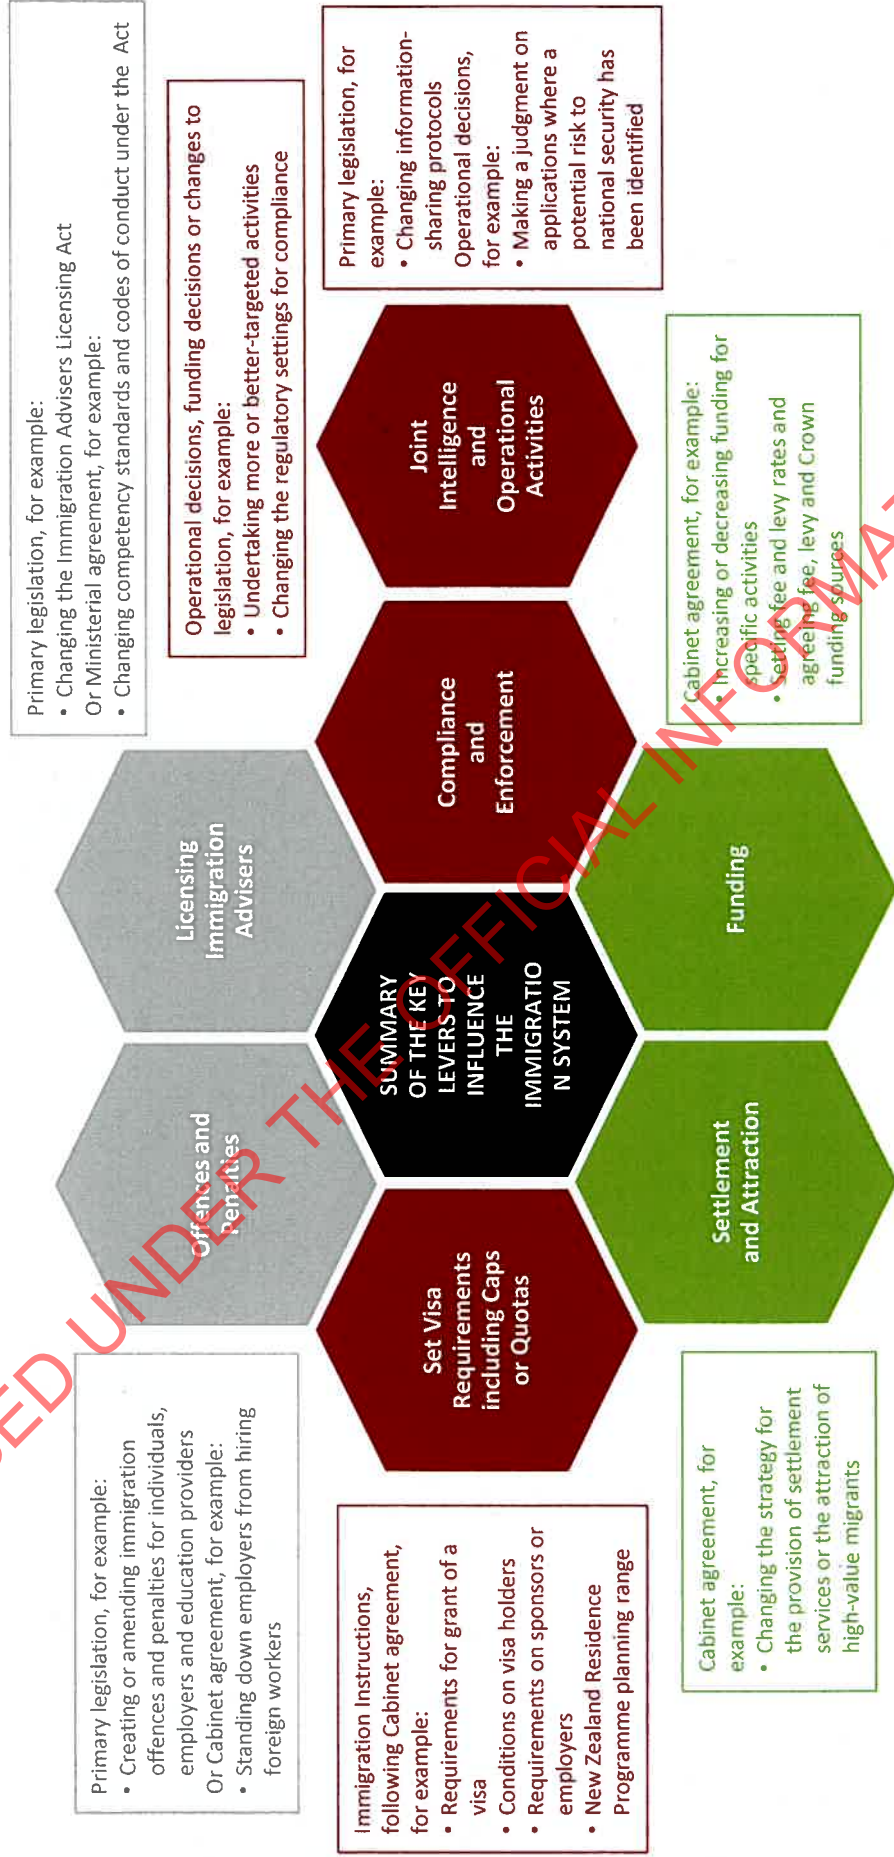 Primary legislation, for example:
• Creating or amending immigration
offences and penalties for individuals,
employers and education providers
Or Cabinet agreement, for example:
• Standing down employers from hiring
foreign workers
Offences and
Penalties
Licensing
Immigration
Advisers
Primary legislation, for example:
• Changing the Immigration Advisers Licensing Act
Or Ministerial agreement, for example:
• Changing competency standards and codes of conduct under the Act
Operational decisions, funding decisions or changes to
legislation, for example:
• Undertaking more or better-targeted activities
• Changing the regulatory settings for compliance
Immigration Instructions,
following Cabinet agreement,
for example:
• Requirements for grant of a
visa
• Conditions on visa holders
• Requirements on sponsors or
employers
• New Zealand Residence
Programme planning range
Set Visa
Requirements
including Caps
or Quotas
SUMMARY
OF THE KEY
LEVERS TO
INFLUENCE
THE
IMMIGRATIO
N SYSTEM
Compliance
and
Enforcement
Joint
Intelligence
and
Operational
Activities
Primary legislation, for
example:
• Changing information-
sharing protocols
Operational decisions,
for example:
• Making a judgment on
applications where a
potential risk to
national security has
been identified
Cabinet agreement, for
example:
• Changing the strategy for
the provision of settlement
services or the attraction of
high-value migrants
Settlement
and Attraction
Funding
Cabinet agreement, for example:
• Increasing or decreasing funding for
specific activities
• Setting fee and levy rates and
agreeing fee, levy and Crown
funding sources
UNDER THE OFFICIAL